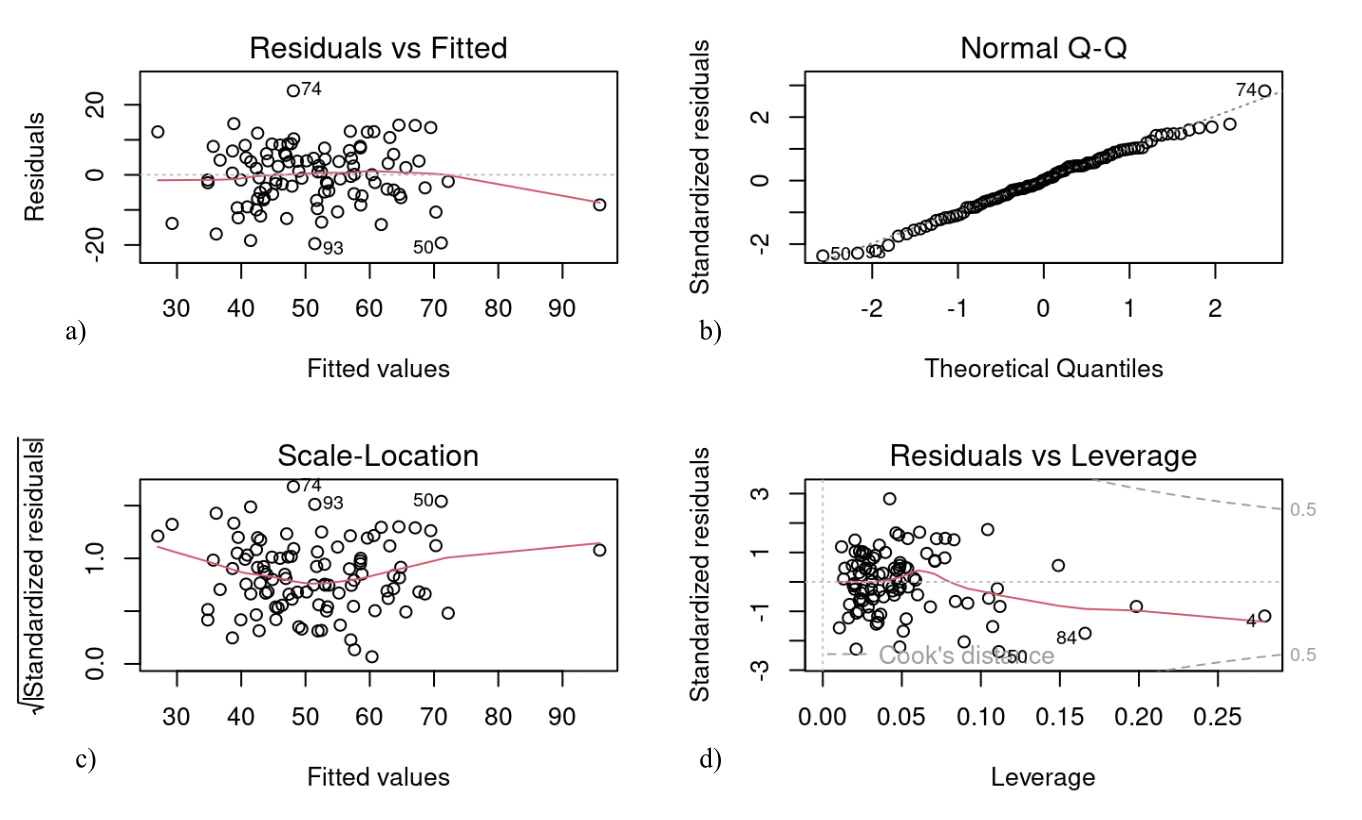 Residuals vs Fitted
Residuals
20
0
-20
74
93
50
30 40 50 60 70 80 90
Fitted values
a)
Normal Q-Q
Standardized residuals
2
0
-2
74
50
93
-2 -1 0 1 2
Theoretical Quantiles
b)
Scale-Location
√|Standardized residuals|
1.0
0.0
74
93
50
30 40 50 60 70 80 90
Fitted values
c)
Residuals vs Leverage
Standardized residuals
3
1
-1
-3
0.5
4
84
50
Cook's distance
0.5
0.00 0.05 0.10 0.15 0.20 0.25
Leverage
d)